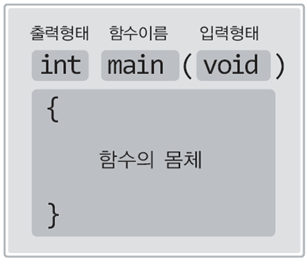 출력형태 함수이름 입력형태
int main (void)
{
함수의 몸체
}